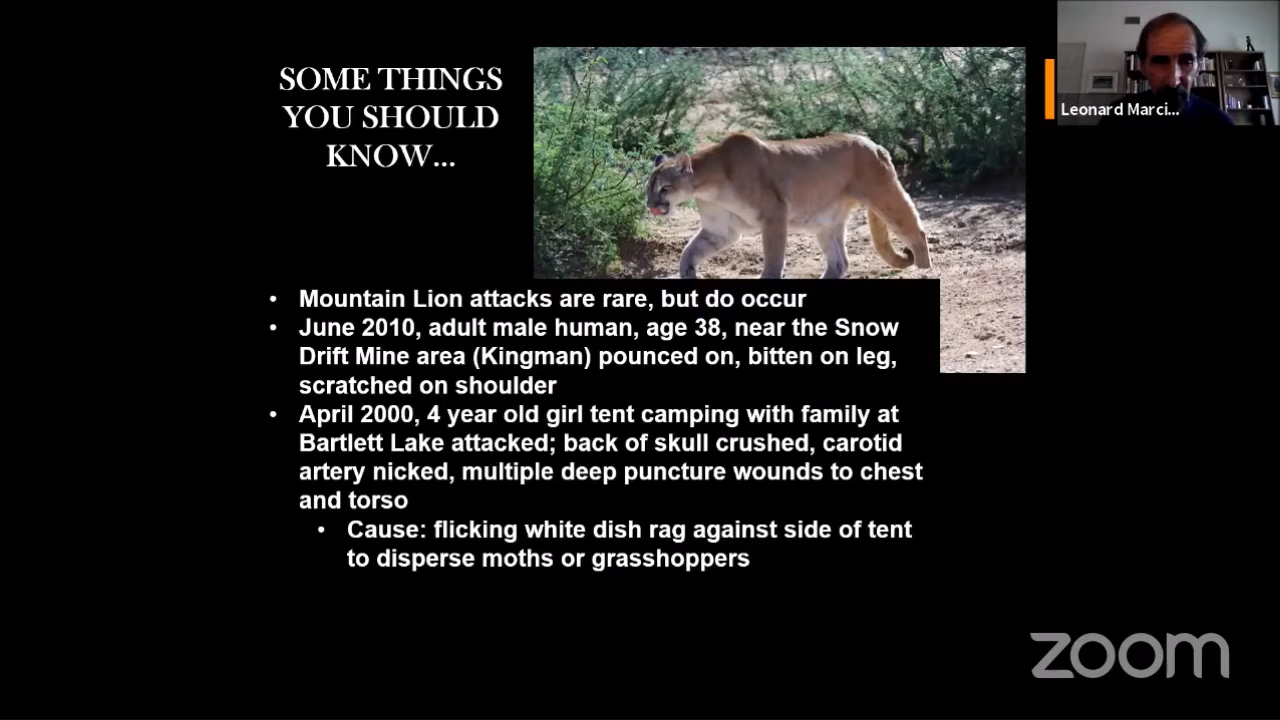 SOME THINGS
YOU SHOULD
KNOW...
• Mountain Lion attacks are rare, but do occur
• June 2010, adult male human, age 38, near the Snow
Drift Mine area (Kingman) pounced on, bitten on leg,
scratched on shoulder
• April 2000, 4 year old girl tent camping with family at
Bartlett Lake attacked; back of skull crushed, carotid
artery nicked, multiple deep puncture wounds to chest
and torso
• Cause: flicking white dish rag against side of tent
to disperse moths or grasshoppers
Leonard Marci...
zoom